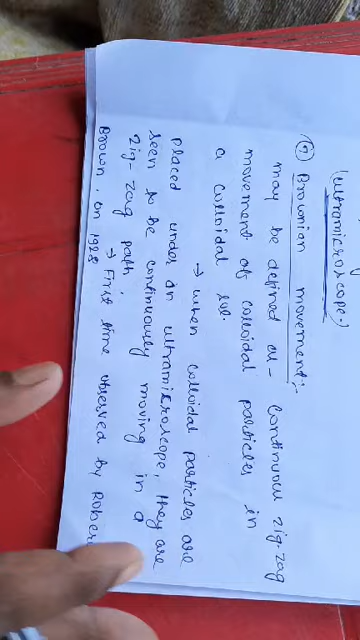 (ultramicroscope.)
(7) Brownian movement:-
may be defined as - Continuous zig-zag
movement of colloidal particles in
a colloidal sol.
→ when colloidal particles are
placed under an ultramicroscope, they are
seen to be continuously moving in a
zig-zag path.
→ First time observed by Rober
Brown. on 1928